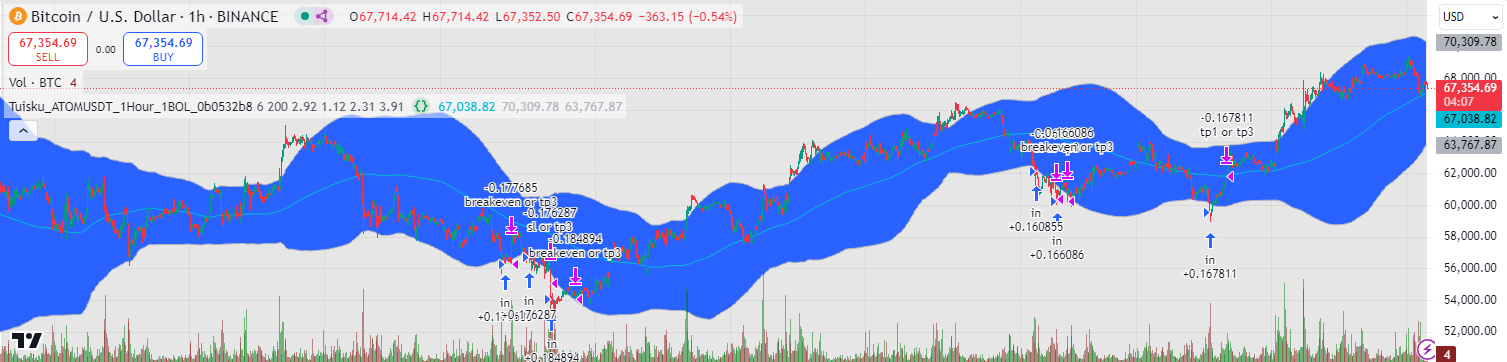 Bitcoin / U.S. Dollar · 1h · BINANCE O67,714.42 H67,714.42 L67,352.50 C67,354.69 −363.15 (−0.54%)
67,354.69
SELL
0.00
67,354.69
BUY
Vol · BTC 4
Tuisku_ATOMUSDT_1Hour_1BOL_0b0532b8 6 200 2.92 1.12 2.31 3.91 {} 67,038.82 70,309.78 63,767.87
-0.177685
breakeven or tp3
-0.176287
sl or tp3
-0.184894
breakeven or tp3
in
in
+0.176287
in
+0.184894
-0.166086
breakeven or tp3
in
+0.160855
in
+0.166086
-0.167811
tp1 or tp3
in
+0.167811
USD
70,309.78
68,000.00
67,354.69
04:07
67,038.82
63,767.87
62,000.00
60,000.00
58,000.00
56,000.00
54,000.00
52,000.00
4